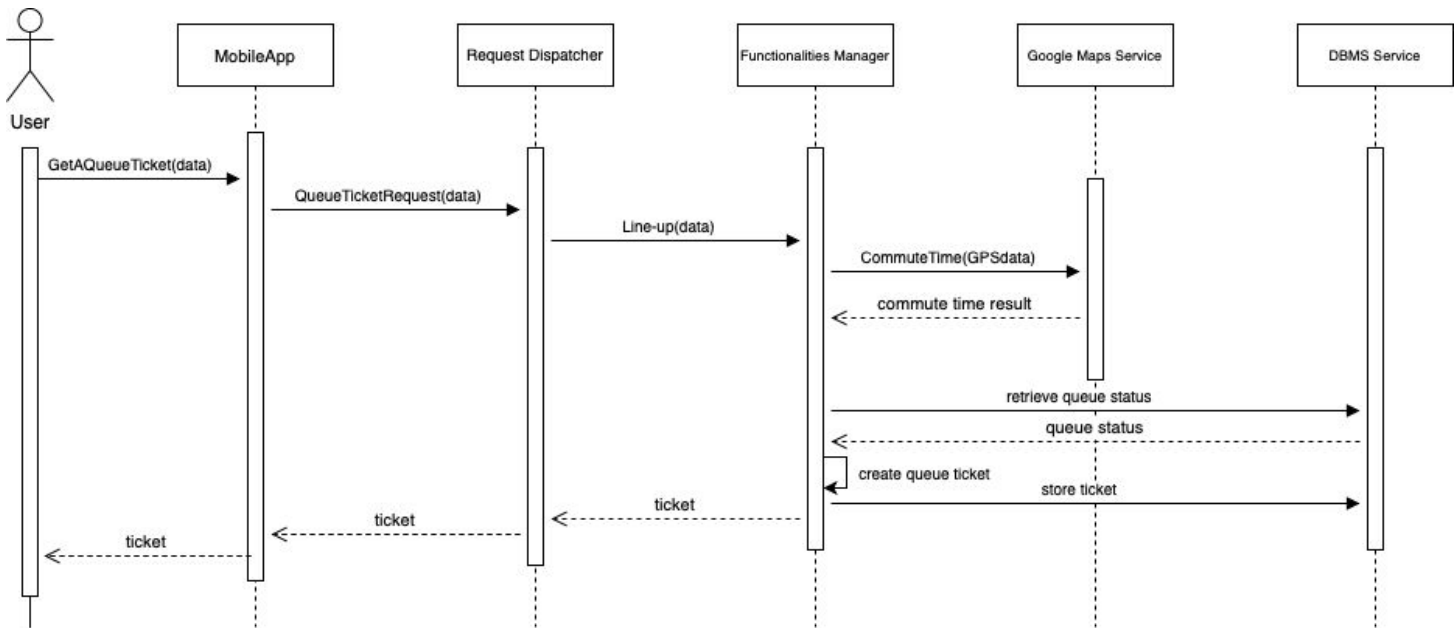 User
MobileApp
Request Dispatcher
Functionalities Manager
Google Maps Service
DBMS Service
GetAQueueTicket(data)
QueueTicketRequest(data)
Line-up(data)
CommuteTime(GPSdata)
commute time result
retrieve queue status
queue status
create queue ticket
store ticket
ticket
ticket
ticket